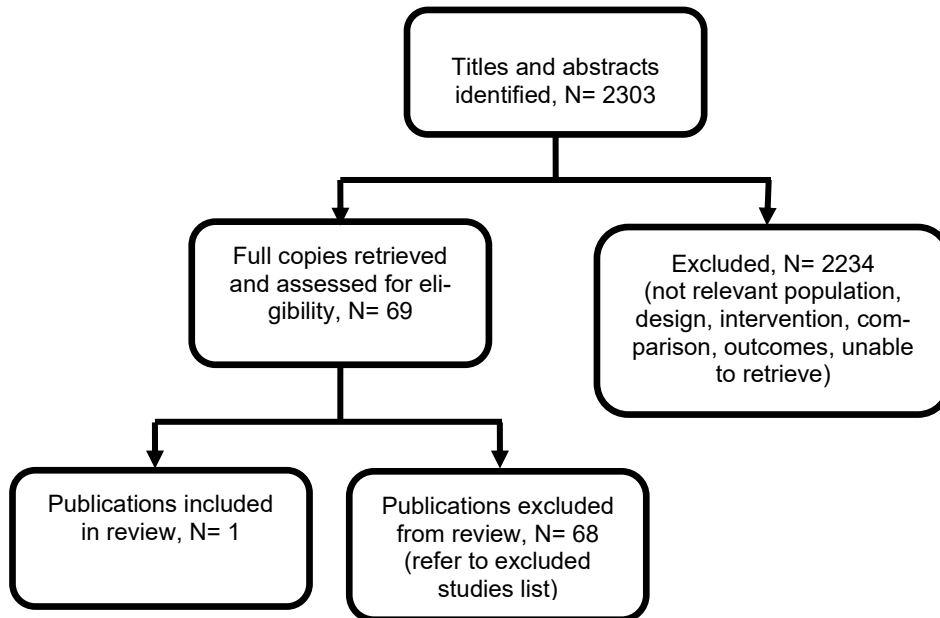 Titles and abstracts
identified, N= 2303
Full copies retrieved
and assessed for eli-
gibility, N= 69
Excluded, N= 2234
(not relevant population,
design, intervention, com-
parison, outcomes, unable
to retrieve)
Publications included
in review, N= 1
Publications excluded
from review, N= 68
(refer to excluded
studies list)